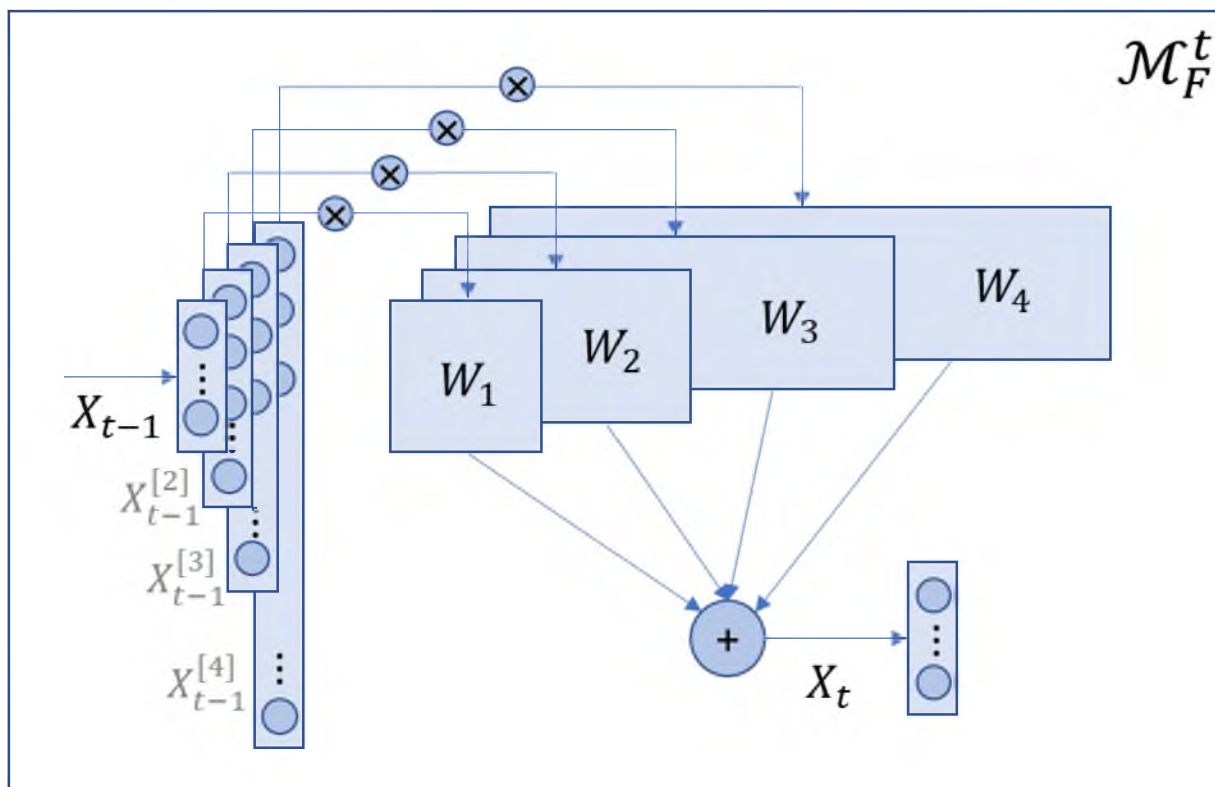 ℳ_F^t
×
×
×
×
W_4
W_3
W_2
W_1
X_{t-1}
X_{t-1}^{[2]}
X_{t-1}^{[3]}
X_{t-1}^{[4]}
+
X_t